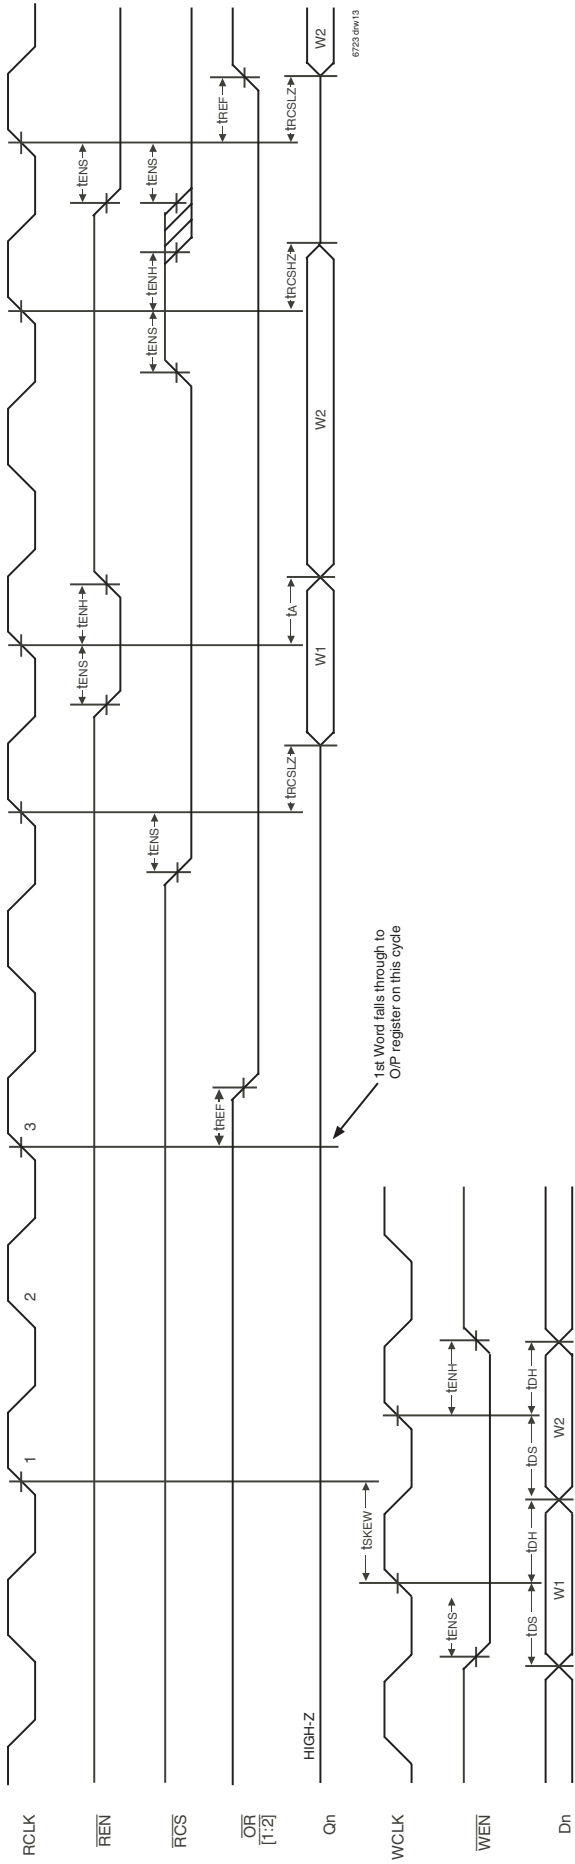 RCLK 1 2 3
REN tENS tENH tENS
RCS tENS tENS tENH tENS
OR tREF tREF
[1:2]
tRCSLZ tA tRCSHZ tRCSLZ
HIGH-Z
Qn W1 W2 W2
6723 drw13
tSKEW
1st Word falls through to
O/P register on this cycle
WCLK
tENS tENH
WEN
tDS tDH tDS tDH
Dn W1 W2